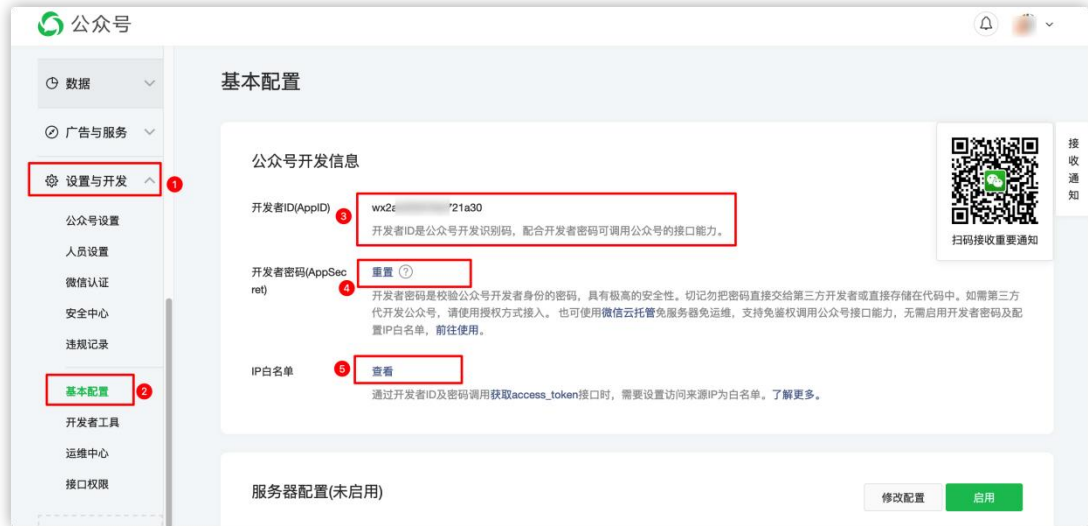 公众号
数据
广告与服务
设置与开发
1
公众号设置
人员设置
微信认证
安全中心
违规记录
基本配置
2
开发者工具
运维中心
接口权限
基本配置
公众号开发信息
开发者ID(AppID)
3
wx2a
721a30
开发者ID是公众号开发识别码，配合开发者密码可调用公众号的接口能力。
开发者密码(AppSec
ret)
4
重置
?
开发者密码是校验公众号开发者身份的密码，具有极高的安全性。切记勿把密码直接交给第三方开发者或直接存储在代码中。如需第三方
代开发公众号，请使用授权方式接入。 也可使用微信云托管免服务器免运维，支持免鉴权调用公众号接口能力，无需启用开发者密码及配
置IP白名单，前往使用。
IP白名单
5
查看
通过开发者ID及密码调用获取access_token接口时，需要设置访问来源IP为白名单。了解更多。
扫码接收重要通知
接
收
通
知
服务器配置(未启用)
修改配置
启用